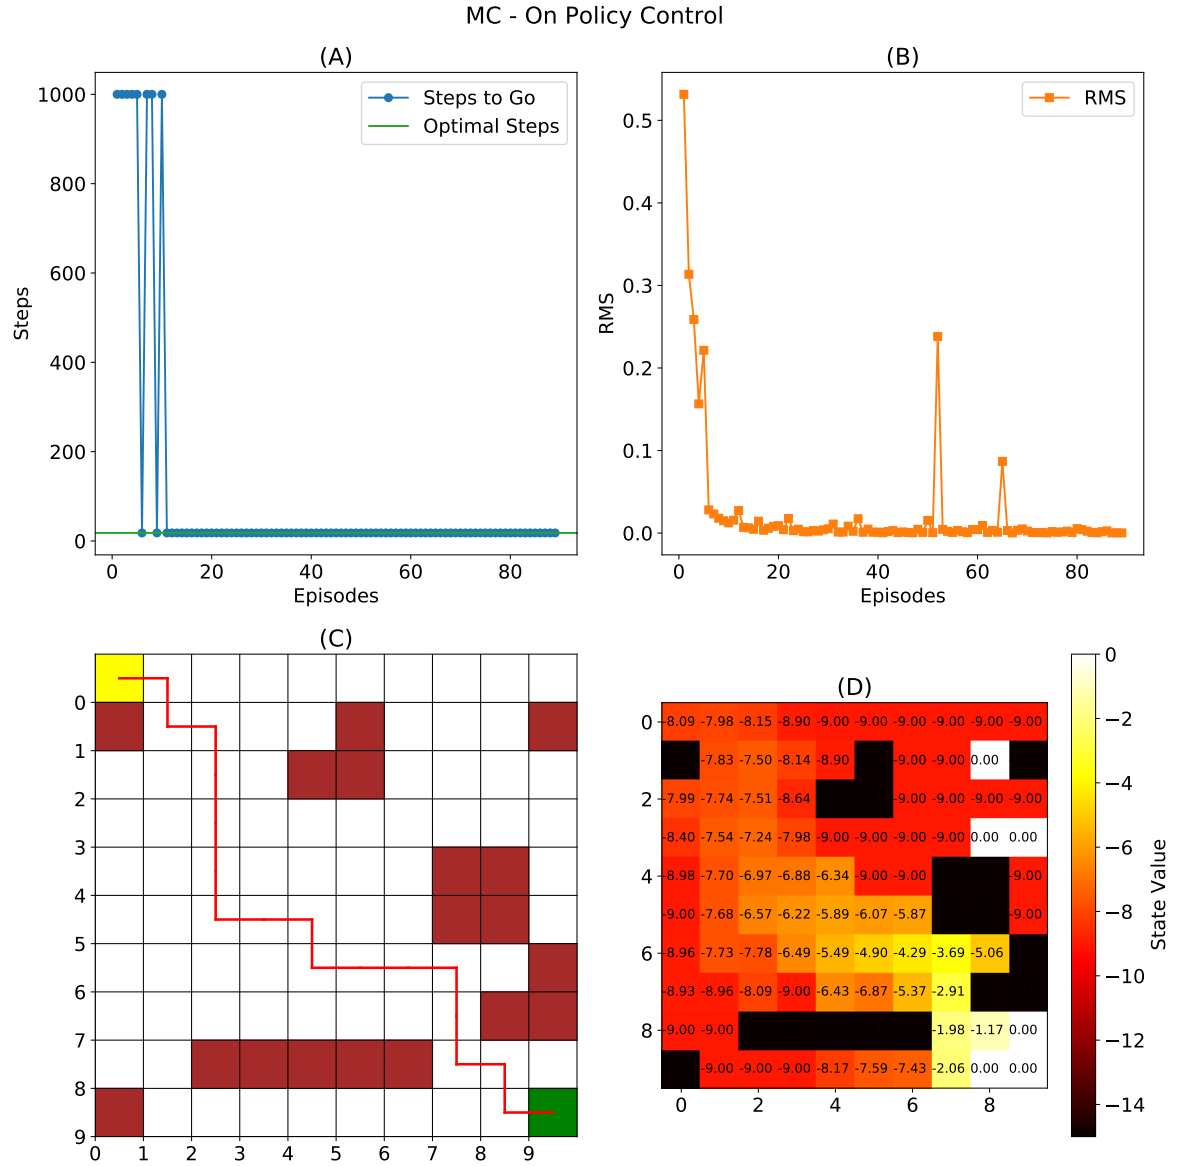 MC - On Policy Control
(A)
1000
800
600
400
200
0
Steps
0 20 40 60 80
Episodes
Steps to Go
Optimal Steps
(B)
0.5
0.4
0.3
0.2
0.1
0.0
RMS
0 20 40 60 80
Episodes
RMS
(C)
0
1
2
3
4
5
6
7
8
9
0 1 2 3 4 5 6 7 8 9
(D)
0 -8.09 -7.98 -8.15 -8.90 -9.00 -9.00 -9.00 -9.00 -9.00 -9.00
-7.83 -7.50 -8.14 -8.90 -9.00 -9.00 0.00
2 -7.99 -7.74 -7.51 -8.64 -9.00 -9.00 -9.00 -9.00
-8.40 -7.54 -7.24 -7.98 -9.00 -9.00 -9.00 -9.00 0.00 0.00
4 -8.98 -7.70 -6.97 -6.88 -6.34 -9.00 -9.00 -9.00
-9.00 -7.68 -6.57 -6.22 -5.89 -6.07 -5.87 -9.00
6 -8.96 -7.73 -7.78 -6.49 -5.49 -4.90 -4.29 -3.69 -5.06
-8.93 -8.96 -8.09 -9.00 -6.43 -6.87 -5.37 -2.91
8 -9.00 -9.00 -1.98 -1.17 0.00
-9.00 -9.00 -9.00 -8.17 -7.59 -7.43 -2.06 0.00 0.00
0 2 4 6 8
0
−2
−4
−6
−8
−10
−12
−14
State Value